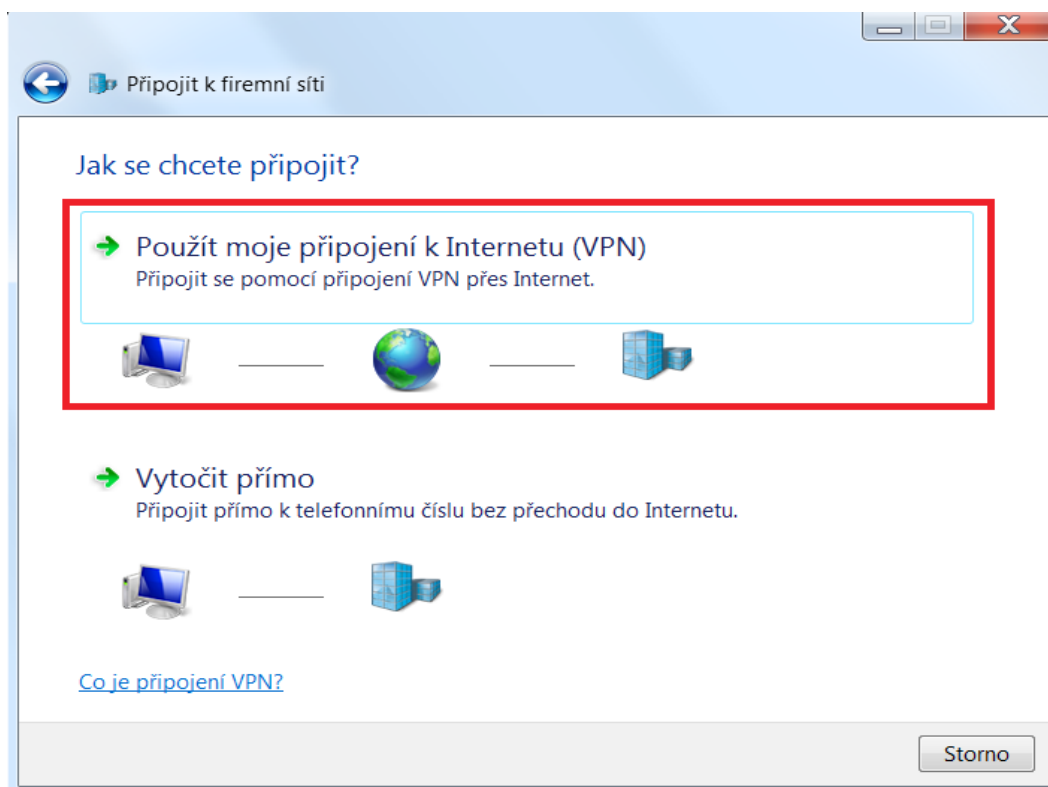 Připojit k firemní síti
Jak se chcete připojit?
Použít moje připojení k Internetu (VPN)
Připojit se pomocí připojení VPN přes Internet.
Vytočit přímo
Připojit přímo k telefonnímu číslu bez přechodu do Internetu.
Co je připojení VPN?
Storno